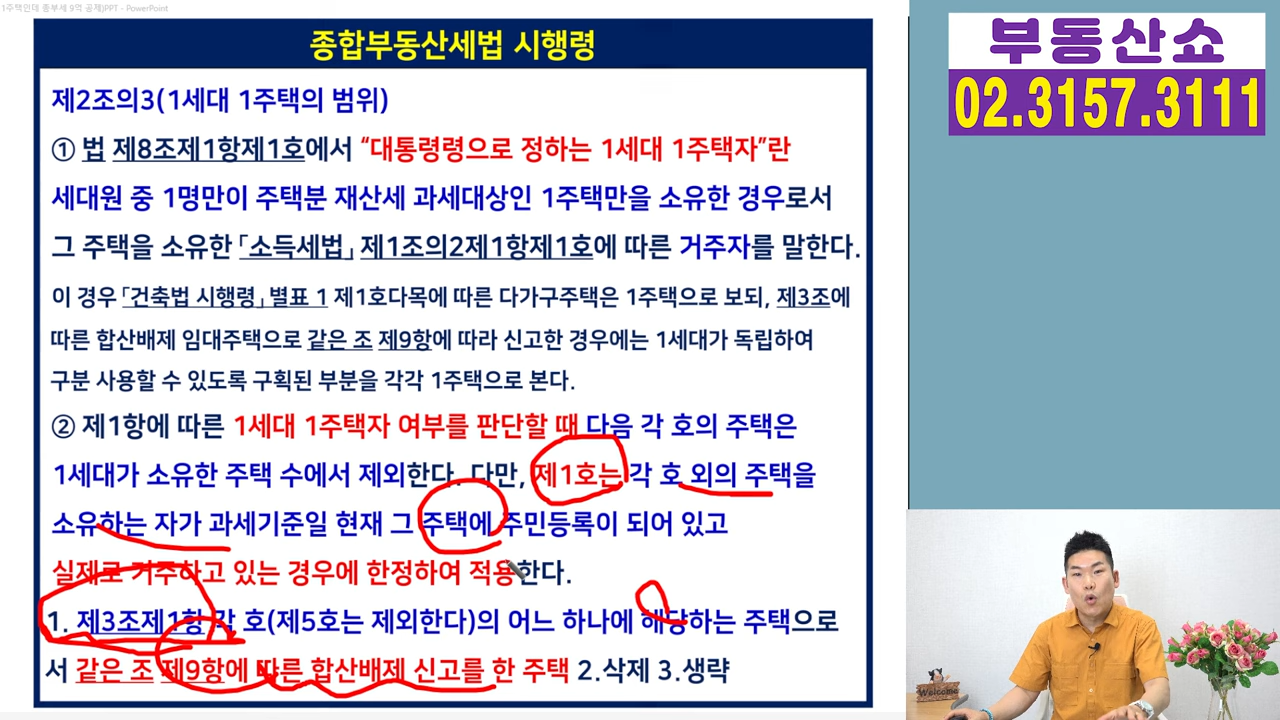 1주택인데 종부세 9억 공제)PPT - PowerPoint
종합부동산세법 시행령
제2조의3(1세대 1주택의 범위)
① 법 제8조제1항제1호에서 “대통령령으로 정하는 1세대 1주택자”란
세대원 중 1명만이 주택분 재산세 과세대상인 1주택만을 소유한 경우로서
그 주택을 소유한 「소득세법」 제1조의2제1항제1호에 따른 거주자를 말한다.
이 경우 「건축법 시행령」 별표 1 제1호다목에 따른 다가구주택은 1주택으로 보되, 제3조에
따른 합산배제 임대주택으로 같은 조 제9항에 따라 신고한 경우에는 1세대가 독립하여
구분 사용할 수 있도록 구획된 부분을 각각 1주택으로 본다.
② 제1항에 따른 1세대 1주택자 여부를 판단할 때 다음 각 호의 주택은
1세대가 소유한 주택 수에서 제외한다. 다만, 제1호는 각 호 외의 주택을
소유하는 자가 과세기준일 현재 그 주택에 주민등록이 되어 있고
실제로 거주하고 있는 경우에 한정하여 적용한다.
1. 제3조제1항 각 호(제5호는 제외한다)의 어느 하나에 해당하는 주택으로
서 같은 조 제9항에 따른 합산배제 신고를 한 주택 2.삭제 3.생략
부동산쇼
02.3157.3111
Welcome